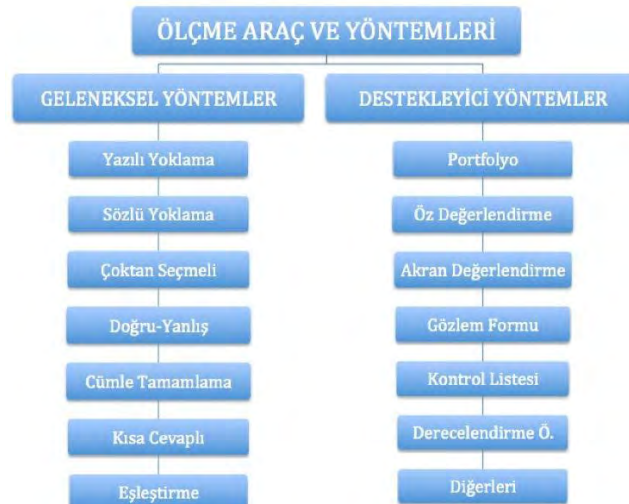 ÖLÇME ARAÇ VE YÖNTEMLERİ
GELENEKSEL YÖNTEMLER
Yazılı Yoklama
Sözlü Yoklama
Çoktan Seçmeli
Doğru-Yanlış
Cümle Tamamlama
Kısa Cevaplı
Eşleştirme
DESTEKLEYİCİ YÖNTEMLER
Portfolyo
Öz Değerlendirme
Akran Değerlendirme
Gözlem Formu
Kontrol Listesi
Derecelendirme Ö.
Diğerleri